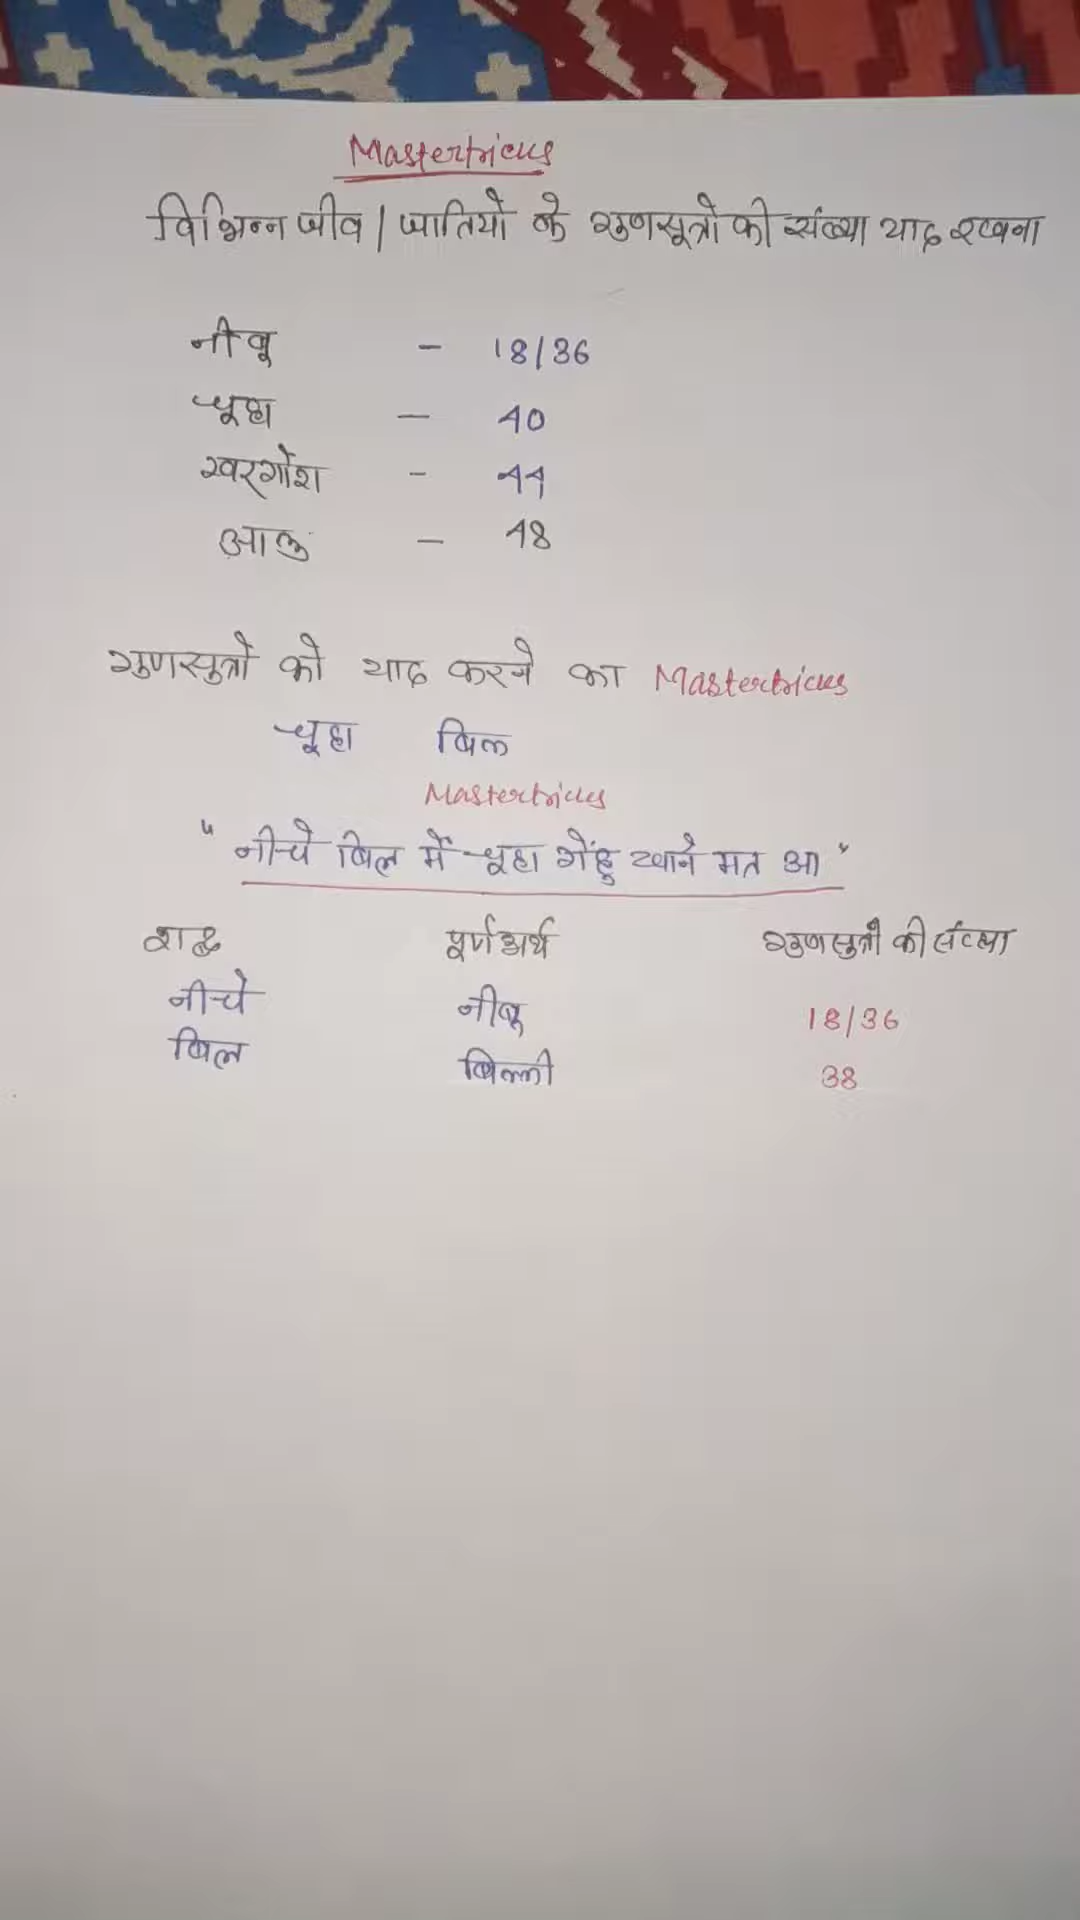 Mastertricks
विभिन्न जीव / जातियो के गुणसूत्रो की संख्या याद रखना
नीबू - 18/36
चूहा - 40
खरगोश - 44
आलु - 48
गुणसुत्रो को याद करने का Mastertricks
चूहा बिल
Mastertricks
"नीचे बिल में चूहा गेंहु खाने मत आ"
शब्द पूर्ण अर्थ गुणसुत्रो की संख्या
नीचे नीबू 18/36
बिल बिल्ली 38